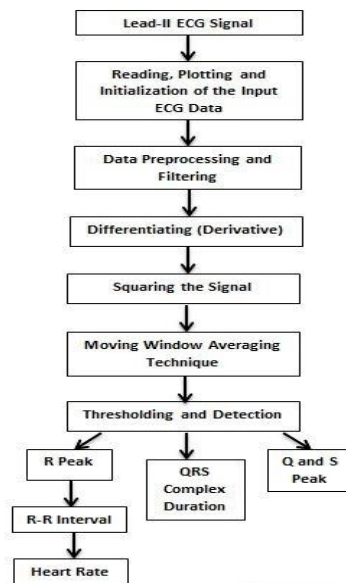 Lead-II ECG Signal
Reading, Plotting and
Initialization of the Input
ECG Data
Data Preprocessing and
Filtering
Differentiating (Derivative)
Squaring the Signal
Moving Window Averaging
Technique
Thresholding and Detection
R Peak
QRS
Complex
Duration
Q and S
Peak
R-R Interval
Heart Rate